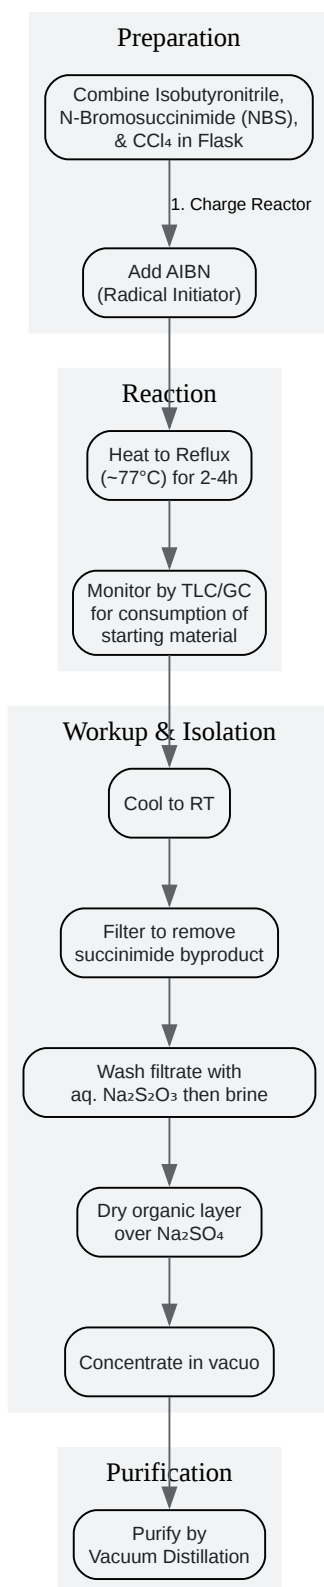 Preparation
Combine Isobutyronitrile,
N-Bromosuccinimide (NBS),
& CCl₄ in Flask
1. Charge Reactor
Add AIBN
(Radical Initiator)
Reaction
Heat to Reflux
(~77°C) for 2-4h
Monitor by TLC/GC
for consumption of
starting material
Workup & Isolation
Cool to RT
Filter to remove
succinimide byproduct
Wash filtrate with
aq. Na₂S₂O₃ then brine
Dry organic layer
over Na₂SO₄
Concentrate in vacuo
Purification
Purify by
Vacuum Distillation